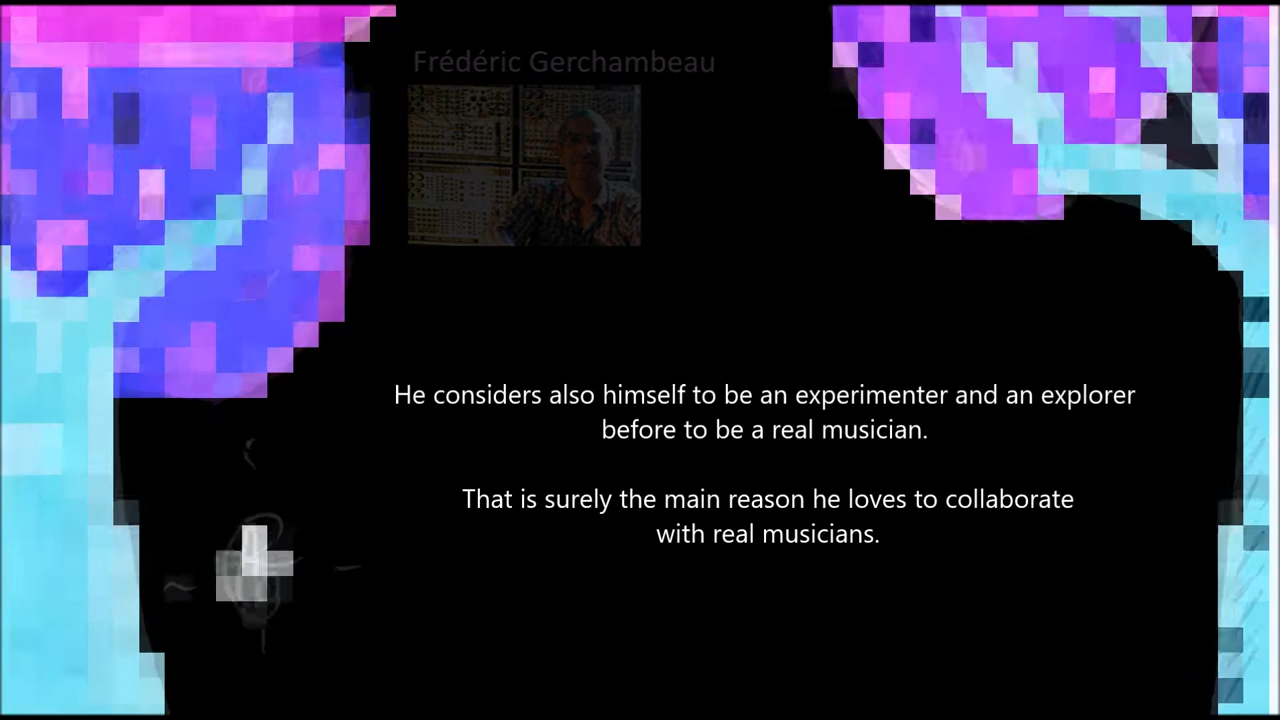 Frédéric Gerchambeau
He considers also himself to be an experimenter and an explorer
before to be a real musician.
That is surely the main reason he loves to collaborate
with real musicians.